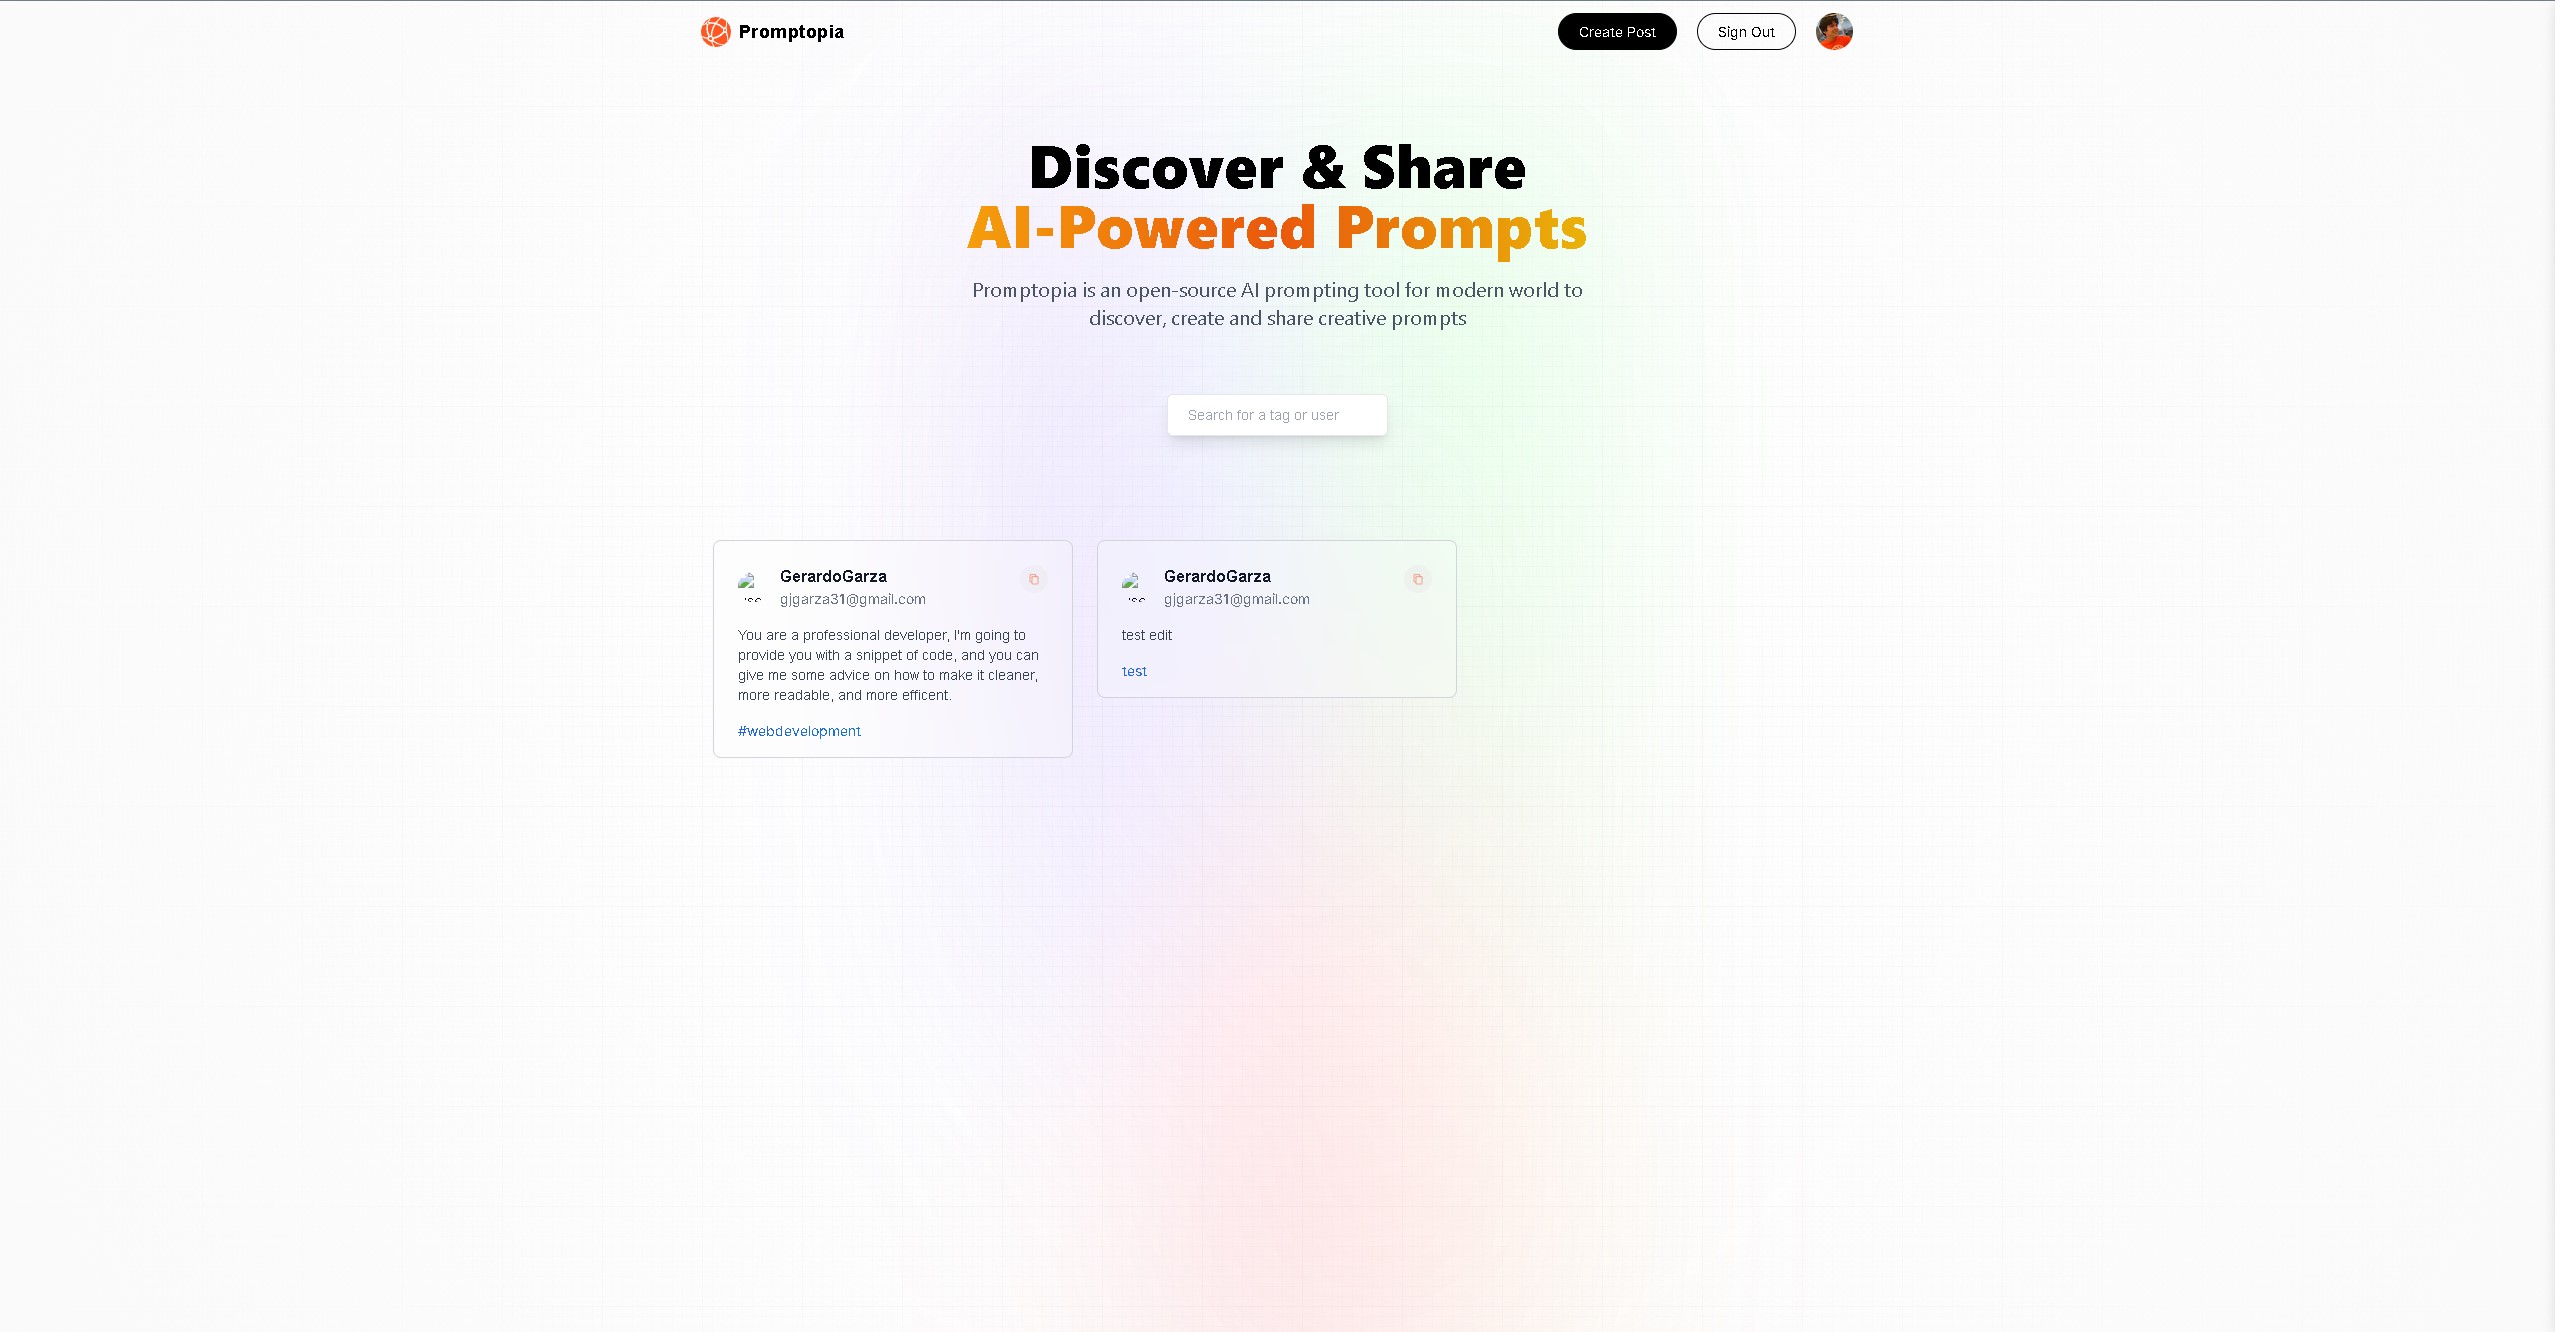 Promptopia
Create Post
Sign Out
Discover & Share
AI-Powered Prompts
Promptopia is an open-source AI prompting tool for modern world to
discover, create and share creative prompts
Search for a tag or user
GerardoGarza
gjgarza31@gmail.com
You are a professional developer, I'm going to
provide you with a snippet of code, and you can
give me some advice on how to make it cleaner,
more readable, and more efficent.
#webdevelopment
GerardoGarza
gjgarza31@gmail.com
test edit
test